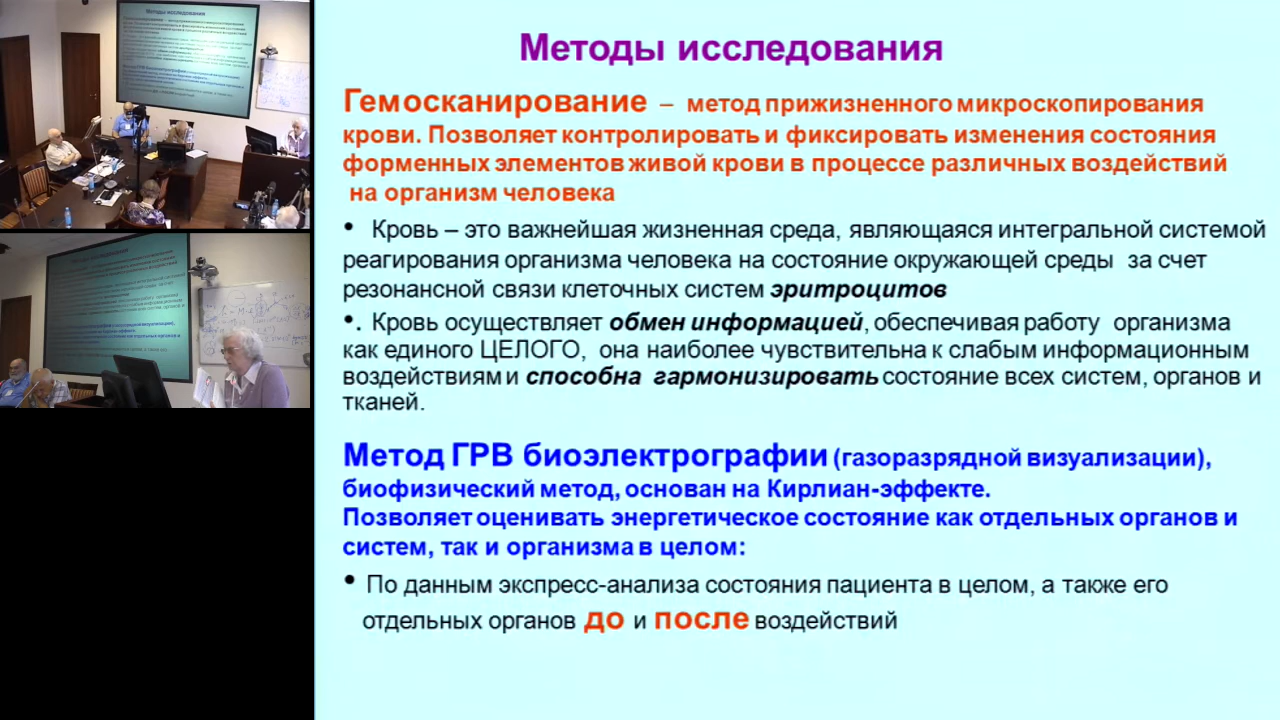 Методы исследования
Гемосканирование – метод прижизненного микроскопирования
крови. Позволяет контролировать и фиксировать изменения состояния
форменных элементов живой крови в процессе различных воздействий
на организм человека
• Кровь – это важнейшая жизненная среда, являющаяся интегральной системой
реагирования организма человека на состояние окружающей среды за счет
резонансной связи клеточных систем эритроцитов
•. Кровь осуществляет обмен информацией, обеспечивая работу организма
как единого ЦЕЛОГО, она наиболее чувствительна к слабым информационным
воздействиям и способна гармонизировать состояние всех систем, органов и
тканей.
Метод ГРВ биоэлектрографии (газоразрядной визуализации),
биофизический метод, основан на Кирлиан-эффекте.
Позволяет оценивать энергетическое состояние как отдельных органов и
систем, так и организма в целом:
• По данным экспресс-анализа состояния пациента в целом, а также его
отдельных органов до и после воздействий